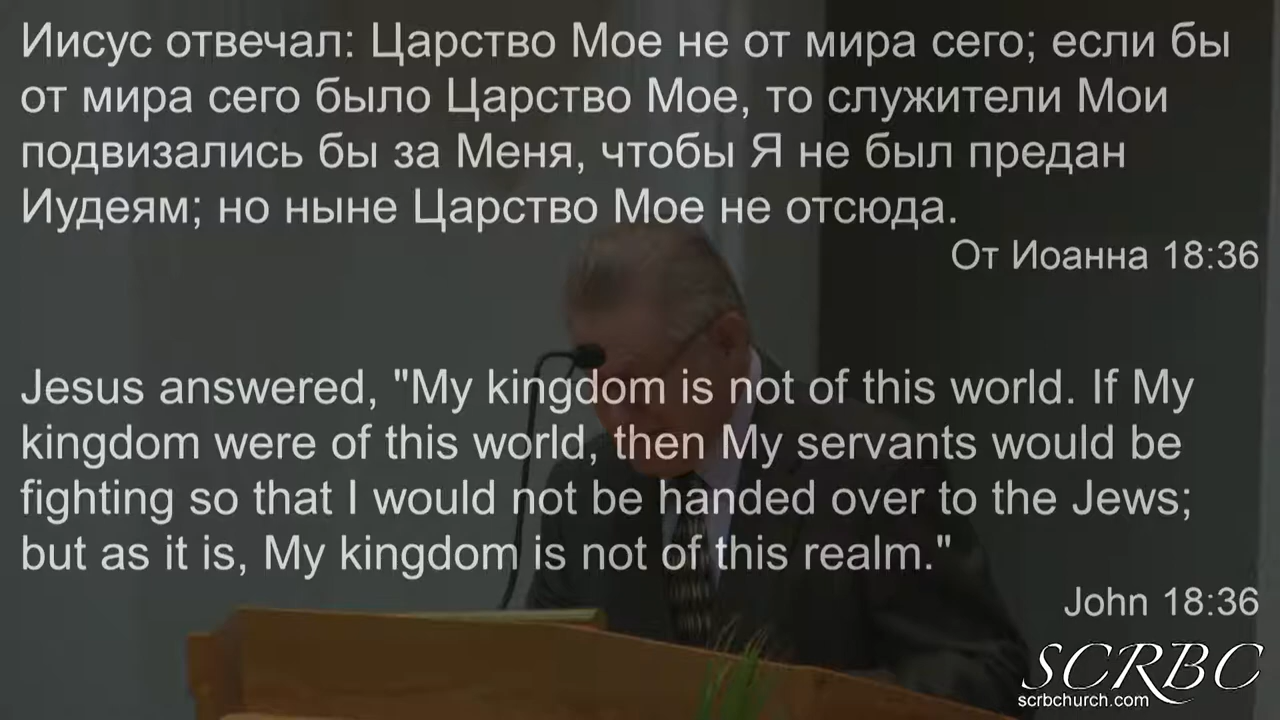 Иисус отвечал: Царство Мое не от мира сего; если бы
от мира сего было Царство Мое, то служители Мои
подвизались бы за Меня, чтобы Я не был предан
Иудеям; но ныне Царство Мое не отсюда.
От Иоанна 18:36
Jesus answered, "My kingdom is not of this world. If My
kingdom were of this world, then My servants would be
fighting so that I would not be handed over to the Jews;
but as it is, My kingdom is not of this realm."
John 18:36
SCRBC
scrbchurch.com